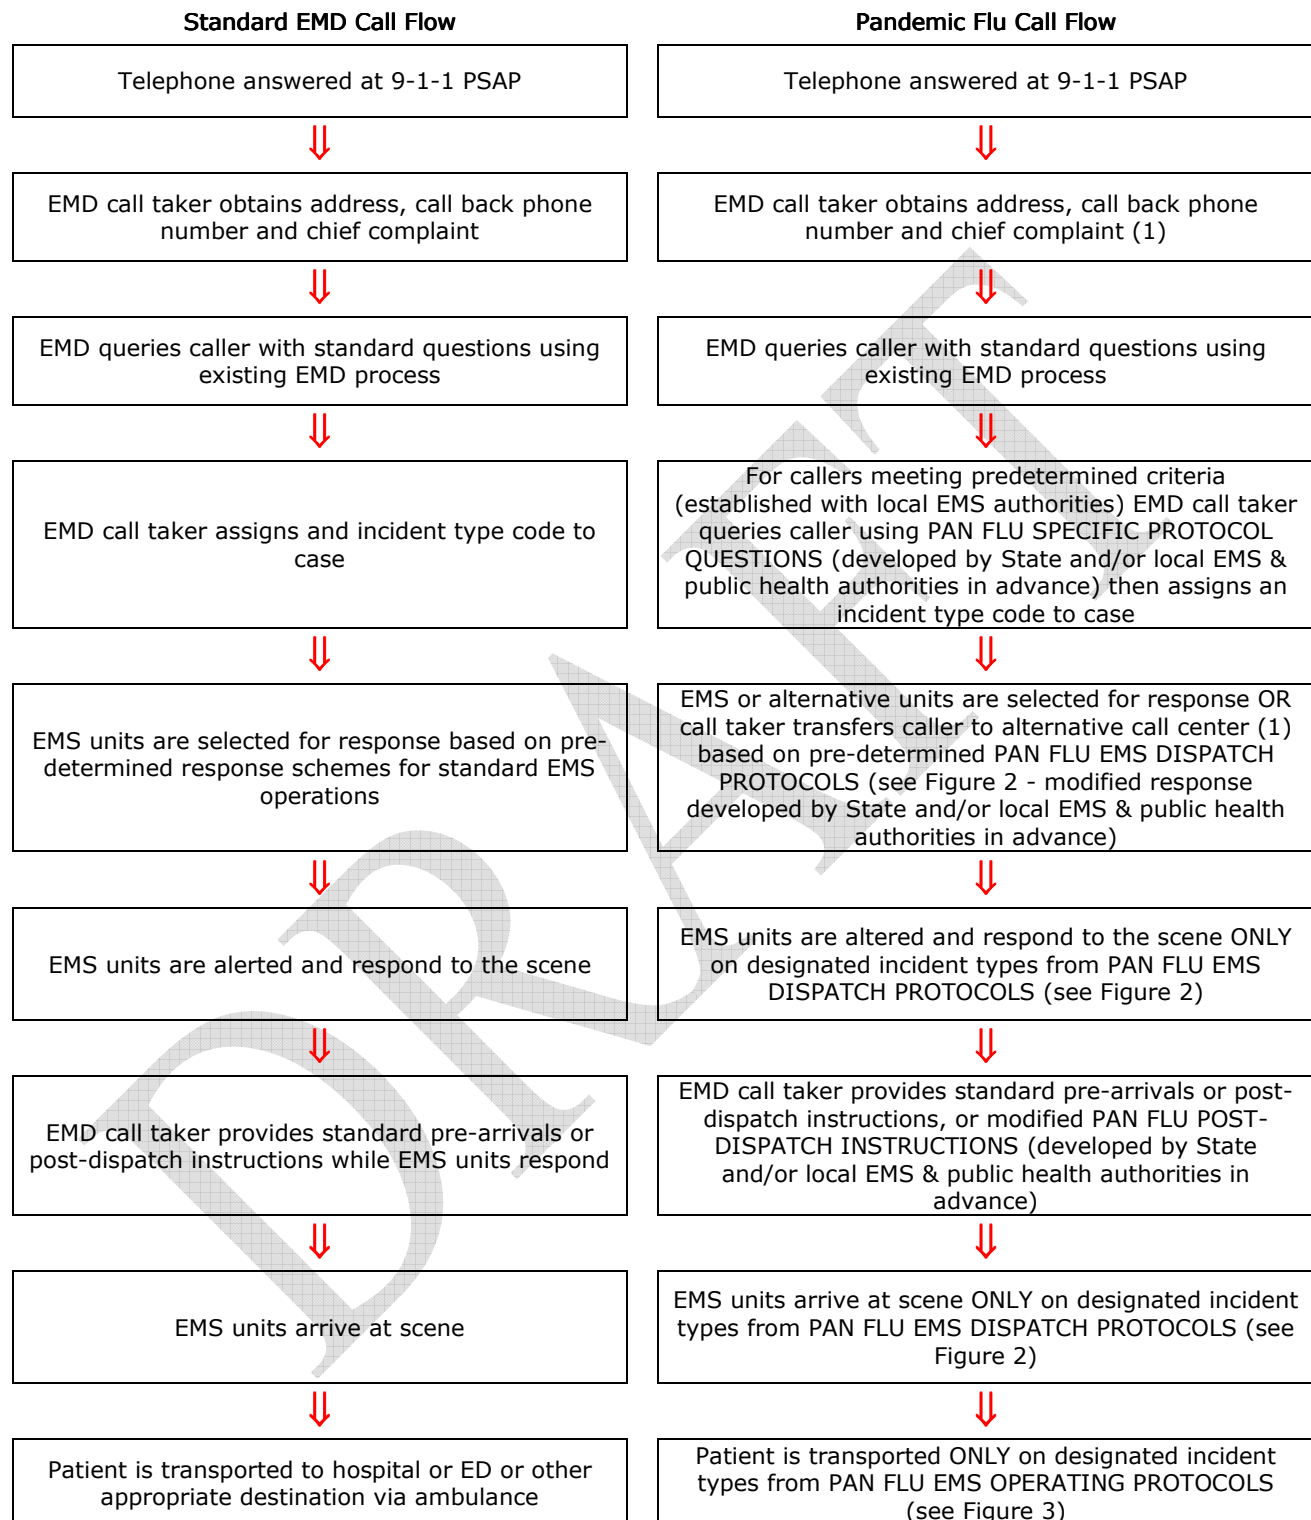 Standard EMD Call Flow
Telephone answered at 9-1-1 PSAP
EMD call taker obtains address, call back phone
number and chief complaint
EMD queries caller with standard questions using
existing EMD process
EMD call taker assigns and incident type code to
case
EMS units are selected for response based on pre-
determined response schemes for standard EMS
operations
EMS units are alerted and respond to the scene
EMD call taker provides standard pre-arrivals or
post-dispatch instructions while EMS units respond
EMS units arrive at scene
Patient is transported to hospital or ED or other
appropriate destination via ambulance
Pandemic Flu Call Flow
Telephone answered at 9-1-1 PSAP
EMD call taker obtains address, call back phone
number and chief complaint (1)
EMD queries caller with standard questions using
existing EMD process
For callers meeting predetermined criteria
(established with local EMS authorities) EMD call taker
queries caller using PAN FLU SPECIFIC PROTOCOL
QUESTIONS (developed by State and/or local EMS &
public health authorities in advance) then assigns an
incident type code to case
EMS or alternative units are selected for response OR
call taker transfers caller to alternative call center (1)
based on pre-determined PAN FLU EMS DISPATCH
PROTOCOLS (see Figure 2 - modified response
developed by State and/or local EMS & public health
authorities in advance)
EMS units are altered and respond to the scene ONLY
on designated incident types from PAN FLU EMS
DISPATCH PROTOCOLS (see Figure 2)
EMD call taker provides standard pre-arrivals or post-
dispatch instructions, or modified PAN FLU POST-
DISPATCH INSTRUCTIONS (developed by State
and/or local EMS & public health authorities in
advance)
EMS units arrive at scene ONLY on designated incident
types from PAN FLU EMS DISPATCH PROTOCOLS (see
Figure 2)
Patient is transported ONLY on designated incident
types from PAN FLU EMS OPERATING PROTOCOLS
(see Figure 3)
DRAFT